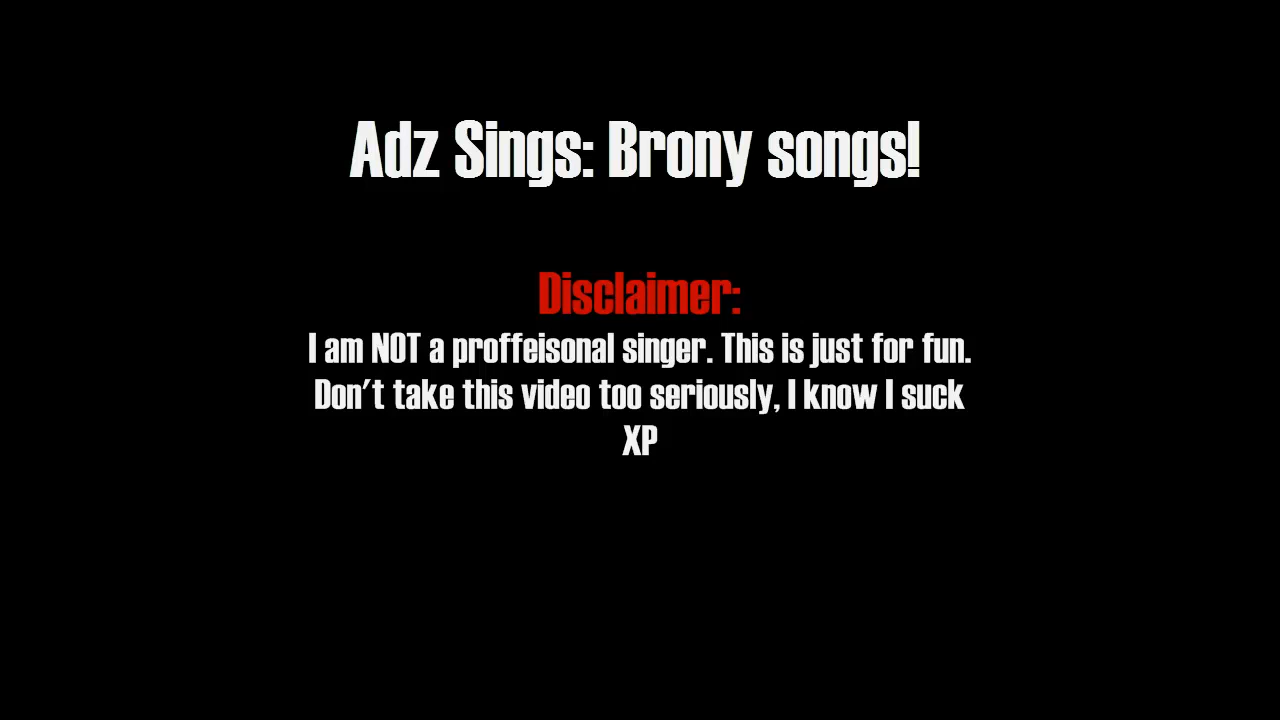 Adz Sings: Brony songs!
Disclaimer:
I am NOT a proffeisonal singer. This is just for fun.
Don't take this video too seriously, I know I suck
XP